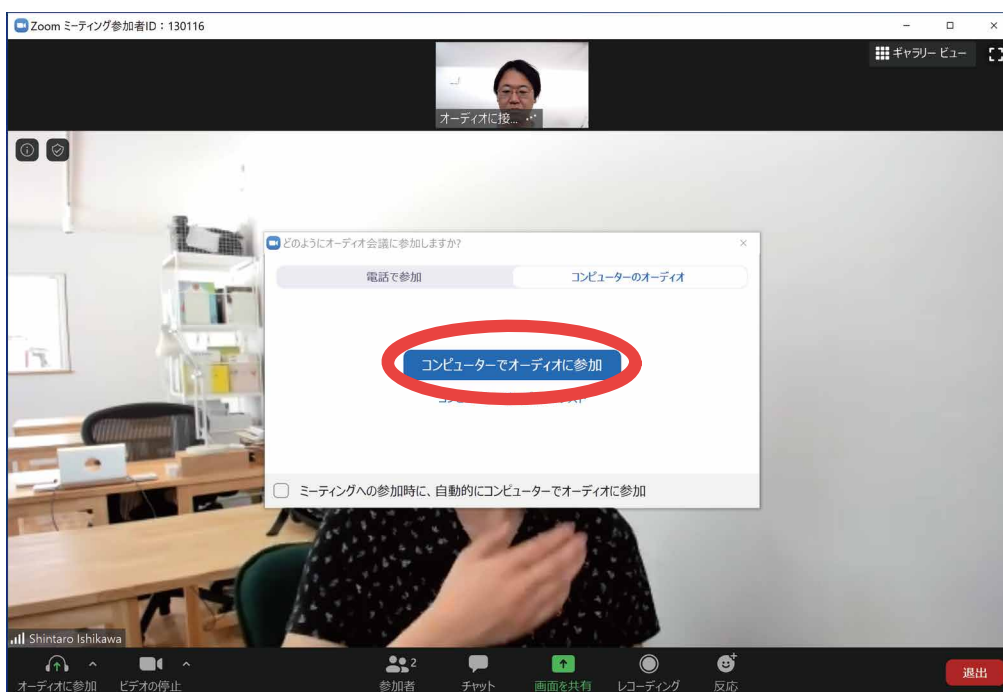 Zoom ミーティング参加者ID：130116
ギャラリー ビュー
オーディオに接...
どのようにオーディオ会議に参加しますか?
電話で参加
コンピューターのオーディオ
コンピューターでオーディオに参加
ミーティングへの参加時に、自動的にコンピューターでオーディオに参加
Shintaro Ishikawa
2
オーディオに参加
ビデオの停止
参加者
チャット
画面を共有
レコーディング
反応
退出